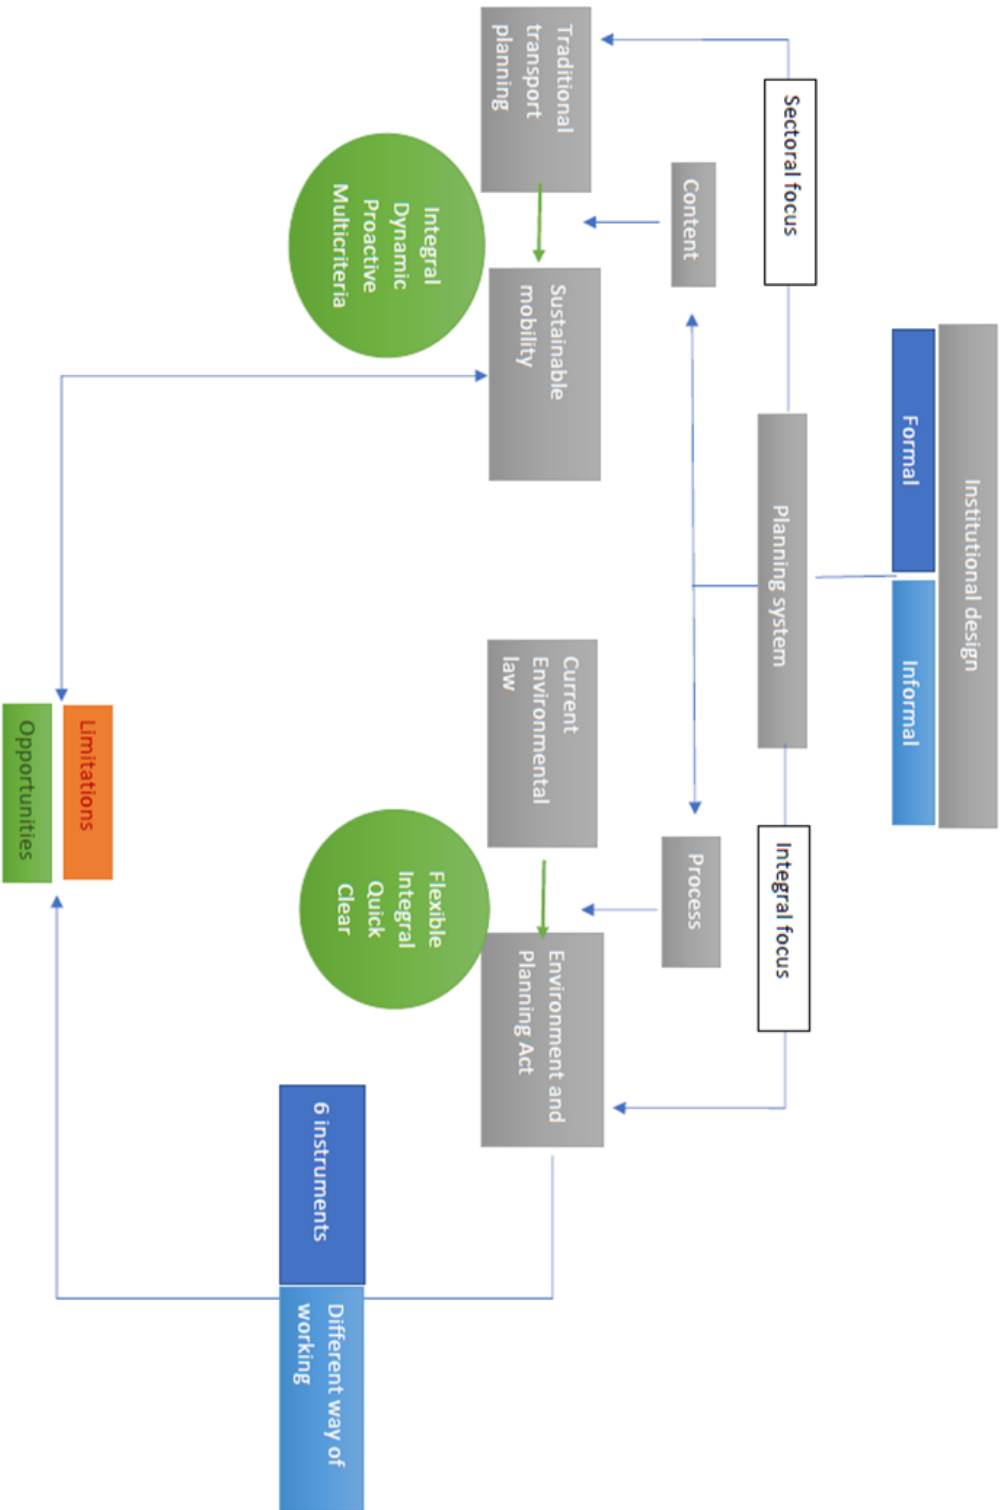 Institutional design
Formal
Informal
Sectoral focus
Planning system
Integral focus
Content
Process
Traditional
transport
planning
Sustainable
mobility
Current
Environmental
law
Environment and
Planning Act
Integral
Dynamic
Proactive
Multicriteria
Flexible
Integral
Quick
Clear
6 instruments
Different way of
working
Limitations
Opportunities